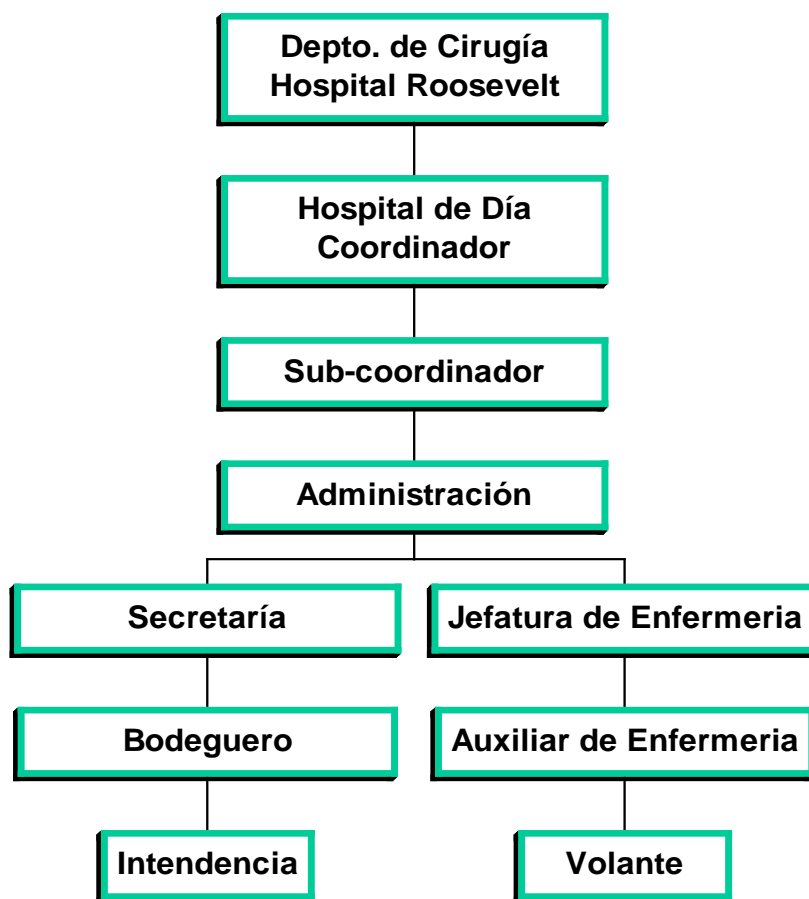 Depto. de Cirugía
Hospital Roosevelt
Hospital de Día
Coordinador
Sub-coordinador
Administración
Secretaría
Jefatura de Enfermeria
Bodeguero
Auxiliar de Enfermeria
Intendencia
Volante